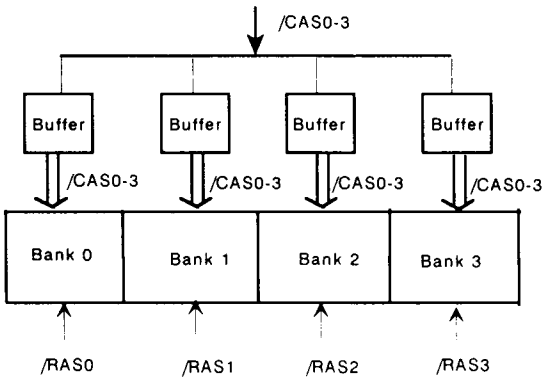 /CAS0-3
Buffer Buffer Buffer Buffer
/CAS0-3 /CAS0-3 /CAS0-3 /CAS0-3
Bank 0 Bank 1 Bank 2 Bank 3
/RAS0 /RAS1 /RAS2 /RAS3